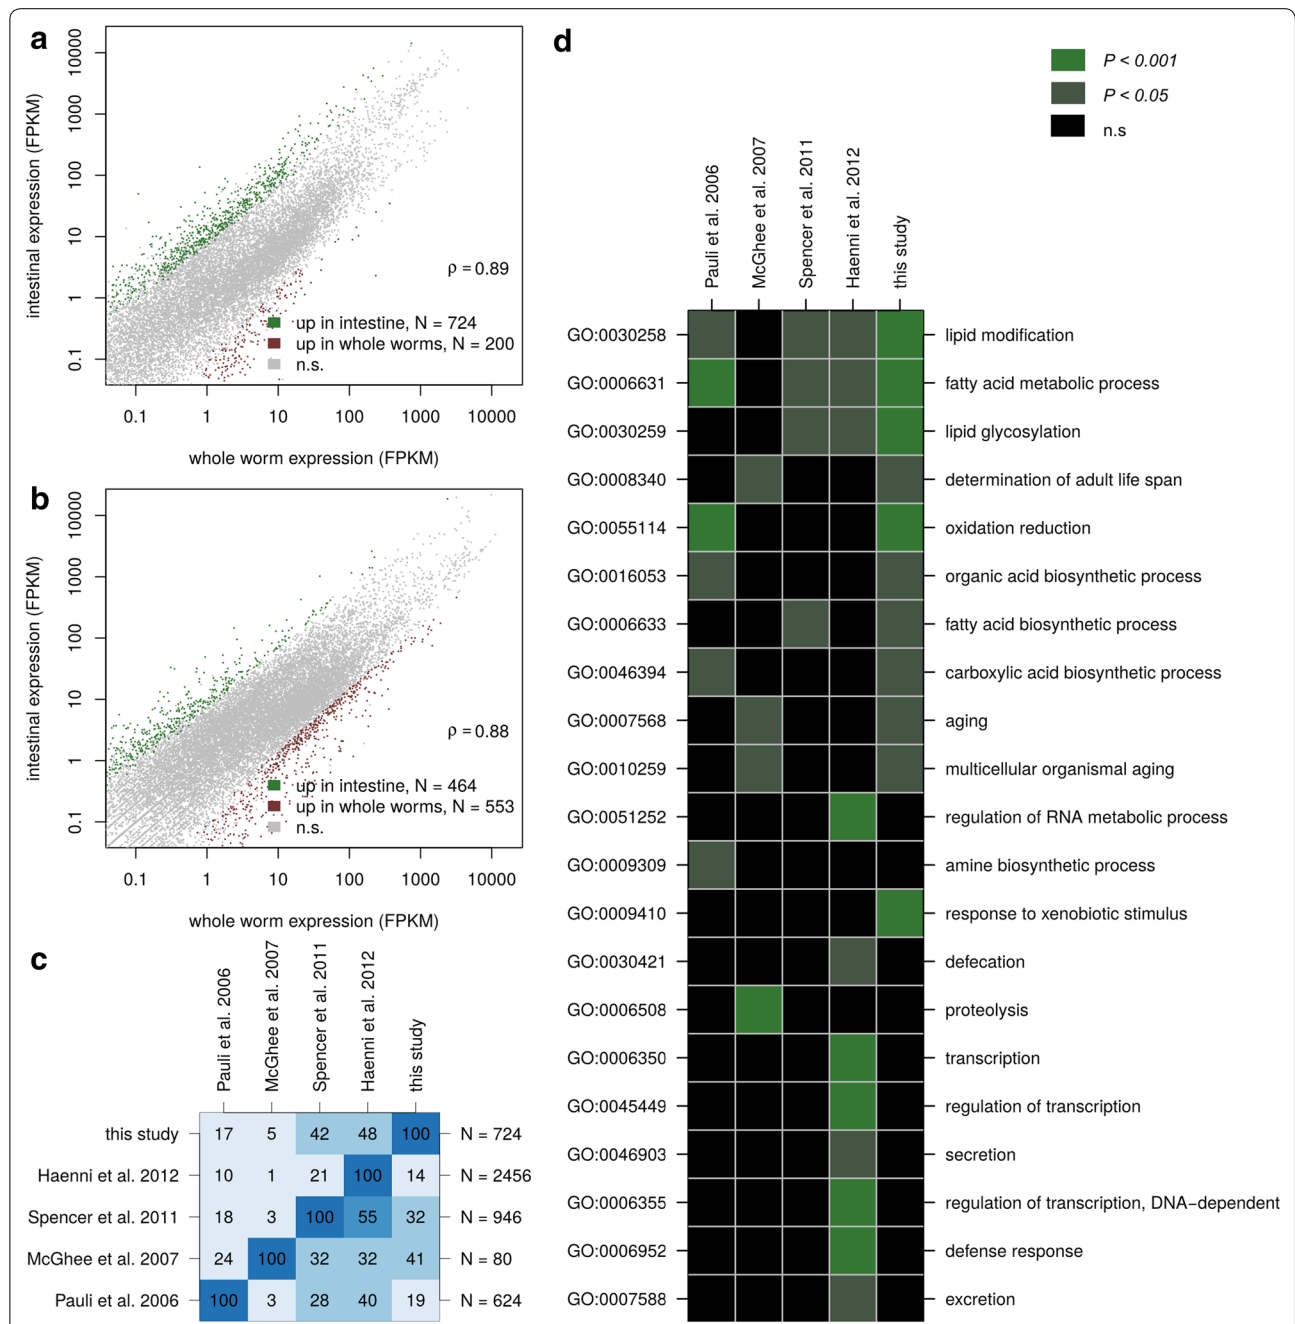 a
intestinal expression (FPKM)
10000
1000
100
10
1
0.1
ρ = 0.89
up in intestine, N = 724
up in whole worms, N = 200
n.s.
0.1 1 10 100 1000 10000
whole worm expression (FPKM)
b
intestinal expression (FPKM)
10000
1000
100
10
1
0.1
ρ = 0.88
up in intestine, N = 464
up in whole worms, N = 553
n.s.
0.1 1 10 100 1000 10000
whole worm expression (FPKM)
c
Pauli et al. 2006
McGhee et al. 2007
Spencer et al. 2011
Haenni et al. 2012
this study
this study 17 5 42 48 100 N = 724
Haenni et al. 2012 10 1 21 100 14 N = 2456
Spencer et al. 2011 18 3 100 55 32 N = 946
McGhee et al. 2007 24 100 32 32 41 N = 80
Pauli et al. 2006 100 3 28 40 19 N = 624
d
P < 0.001
P < 0.05
n.s
Pauli et al. 2006
McGhee et al. 2007
Spencer et al. 2011
Haenni et al. 2012
this study
GO:0030258 lipid modification
GO:0006631 fatty acid metabolic process
GO:0030259 lipid glycosylation
GO:0008340 determination of adult life span
GO:0055114 oxidation reduction
GO:0016053 organic acid biosynthetic process
GO:0006633 fatty acid biosynthetic process
GO:0046394 carboxylic acid biosynthetic process
GO:0007568 aging
GO:0010259 multicellular organismal aging
GO:0051252 regulation of RNA metabolic process
GO:0009309 amine biosynthetic process
GO:0009410 response to xenobiotic stimulus
GO:0030421 defecation
GO:0006508 proteolysis
GO:0006350 transcription
GO:0045449 regulation of transcription
GO:0046903 secretion
GO:0006355 regulation of transcription, DNA−dependent
GO:0006952 defense response
GO:0007588 excretion